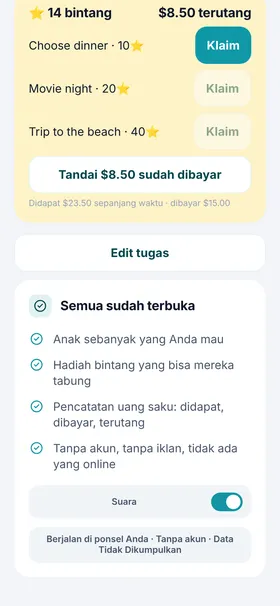 ⭐ 14 bintang $8.50 terutang
Choose dinner · 10⭐ Klaim
Movie night · 20⭐ Klaim
Trip to the beach · 40⭐ Klaim
Tandai $8.50 sudah dibayar
Didapat $23.50 sepanjang waktu · dibayar $15.00
Edit tugas
Semua sudah terbuka
Anak sebanyak yang Anda mau
Hadiah bintang yang bisa mereka
tabung
Pencatatan uang saku: didapat,
dibayar, terutang
Tanpa akun, tanpa iklan, tidak ada
yang online
Suara
Berjalan di ponsel Anda · Tanpa akun · Data
Tidak Dikumpulkan